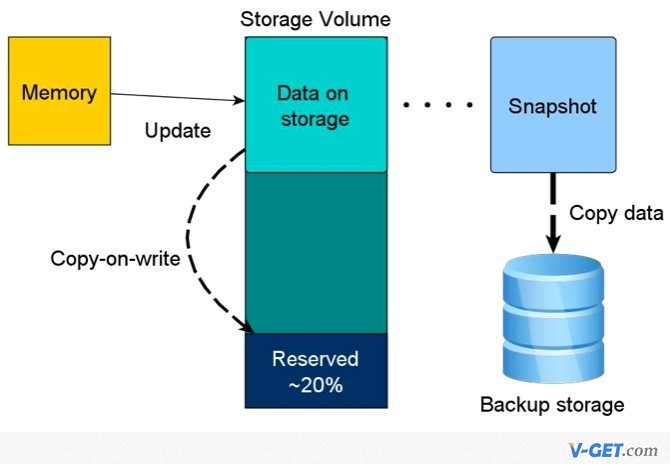 Storage Volume
Memory
Data on
storage
Snapshot
Update
Copy data
Copy-on-write
Reserved
~20%
Backup storage
V-GET.com